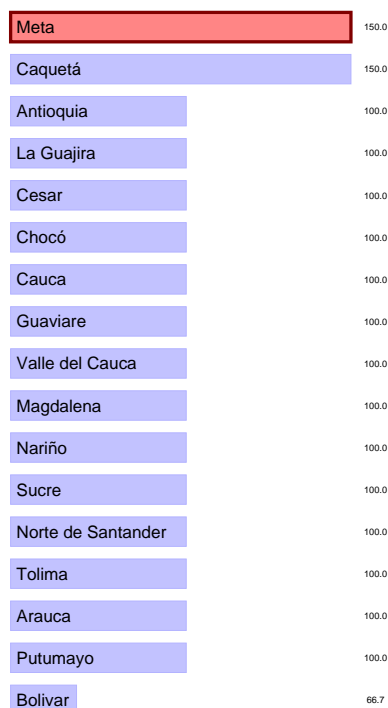 Meta 150.0
Caquetá 150.0
Antioquia 100.0
La Guajira 100.0
Cesar 100.0
Chocó 100.0
Cauca 100.0
Guaviare 100.0
Valle del Cauca 100.0
Magdalena 100.0
Nariño 100.0
Sucre 100.0
Norte de Santander 100.0
Tolima 100.0
Arauca 100.0
Putumayo 100.0
Bolivar 66.7